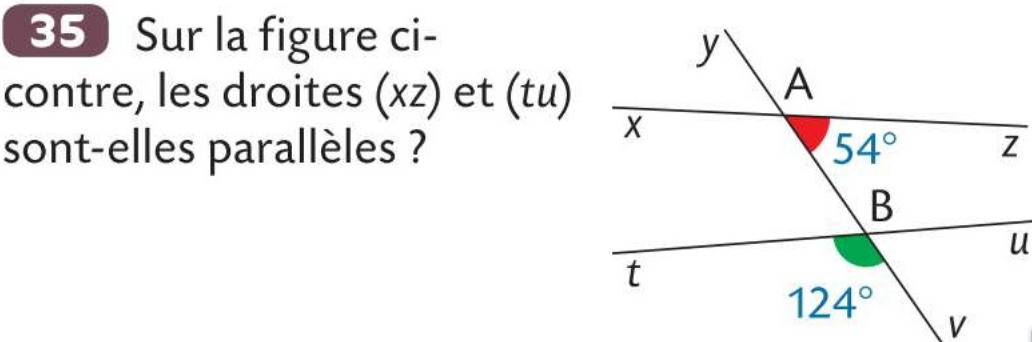 35 Sur la figure ci-
contre, les droites (xz) et (tu)
sont-elles parallèles ?
y
A
x
54°
z
B
u
t
124°
v